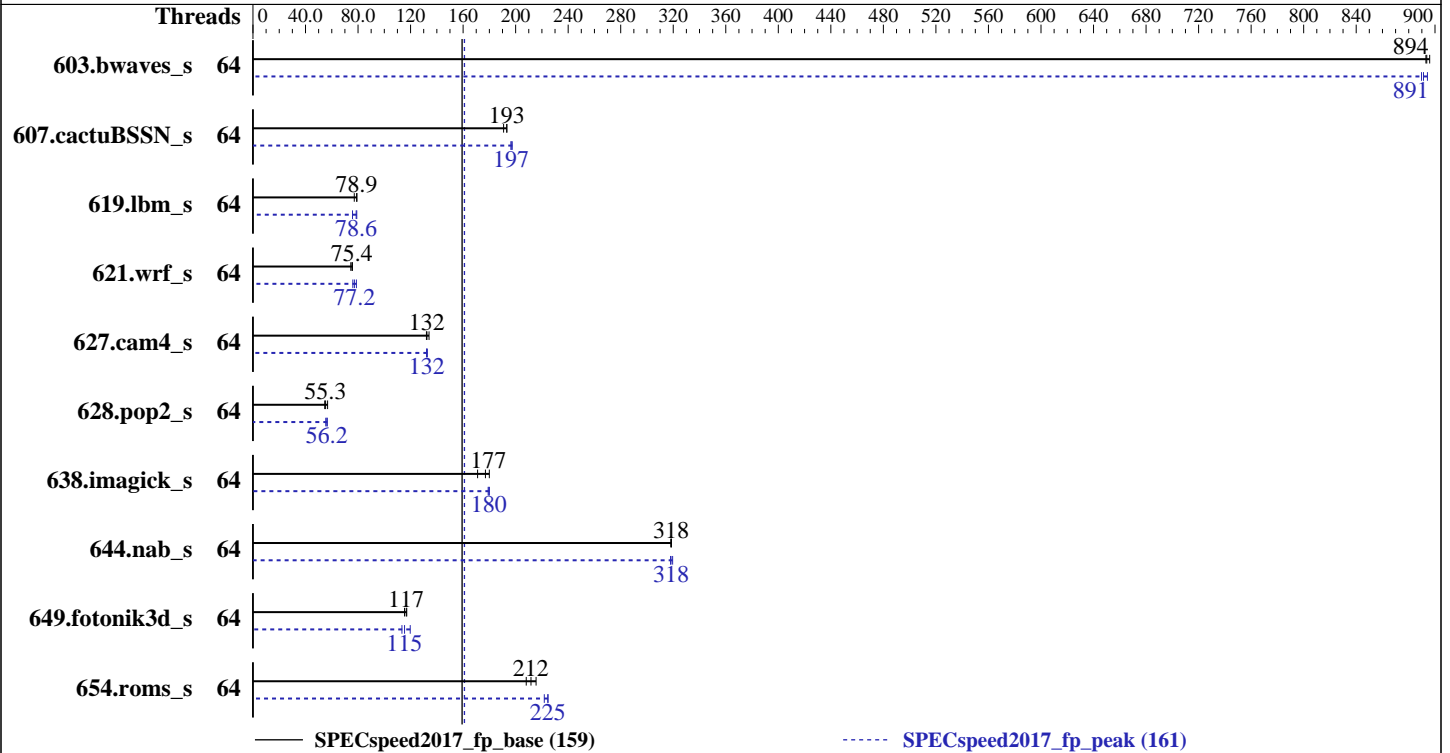 Threads 0 40.0 80.0 120 160 200 240 280 320 360 400 440 480 520 560 600 640 680 720 760 800 840 900
894
603.bwaves_s 64
891
193
607.cactuBSSN_s 64
197
78.9
619.lbm_s 64
78.6
75.4
621.wrf_s 64
77.2
132
627.cam4_s 64
132
55.3
628.pop2_s 64
56.2
177
638.imagick_s 64
180
318
644.nab_s 64
318
117
649.fotonik3d_s 64
115
212
654.roms_s 64
225
SPECspeed2017_fp_base (159) SPECspeed2017_fp_peak (161)